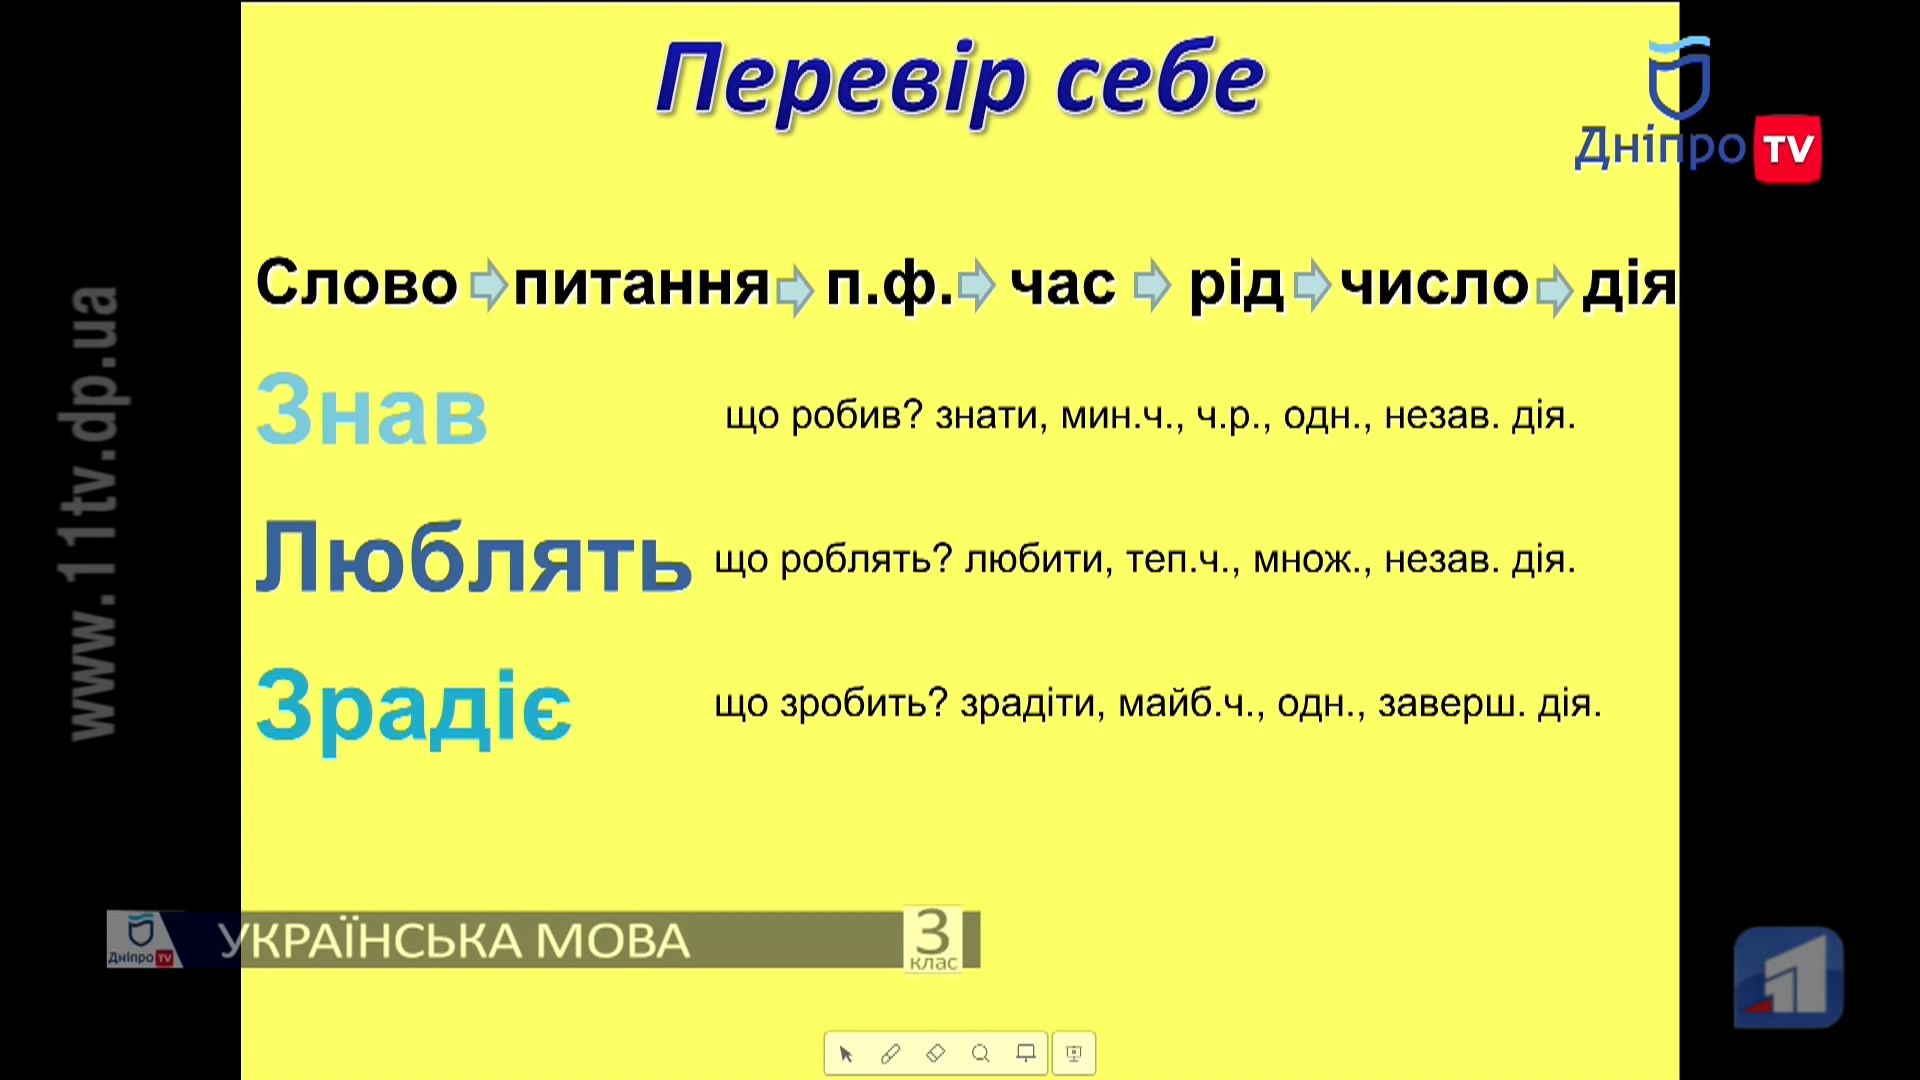 Перевір себе
Дніпро TV
Слово питання п.ф. час рід число дія
Знав що робив? знати, мин.ч., ч.р., одн., незав. дія.
Люблять що роблять? любити, теп.ч., множ., незав. дія.
Зрадіє що зробить? зрадіти, майб.ч., одн., заверш. дія.
www.11tv.dp.ua
Дніпро TV
УКРАЇНСЬКА МОВА
3
клас
1